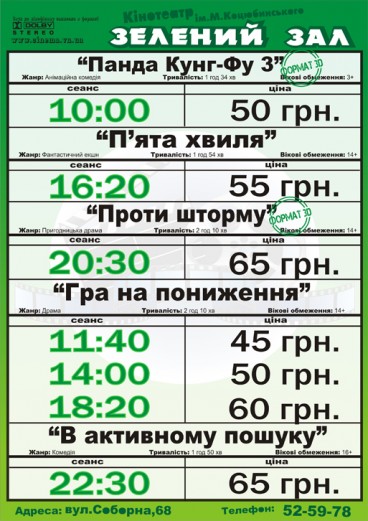 Кінотеатр ім.М.Коцюбинського
DOLBY
STEREO
www.cinema.vn.ua
ЗЕЛЕНИЙ ЗАЛ
“Панда Кунг-Фу 3”
ФОРМАТ 3D
Жанр: Анімаційна комедія Тривалість: 1 год 34 хв Вікові обмеження: 3+
сеанс ціна
10:00 50 грн.
“П’ята хвиля”
Жанр: Фантастичний екшн Тривалість: 1 год 54 хв Вікові обмеження: 14+
сеанс ціна
16:20 55 грн.
“Проти шторму”
ФОРМАТ 3D
Жанр: Пригодницька драма Тривалість: 2 год 10 хв Вікові обмеження: 14+
сеанс ціна
20:30 65 грн.
“Гра на пониження”
Жанр: Драма Тривалість: 2 год 10 хв Вікові обмеження: 14+
сеанс ціна
11:40 45 грн.
14:00 50 грн.
18:20 60 грн.
“В активному пошуку”
Жанр: Комедія Тривалість: 1 год 50 хв Вікові обмеження: 16+
сеанс ціна
22:30 65 грн.
Адреса: вул.Соборна,68 Телефон: 52-59-78